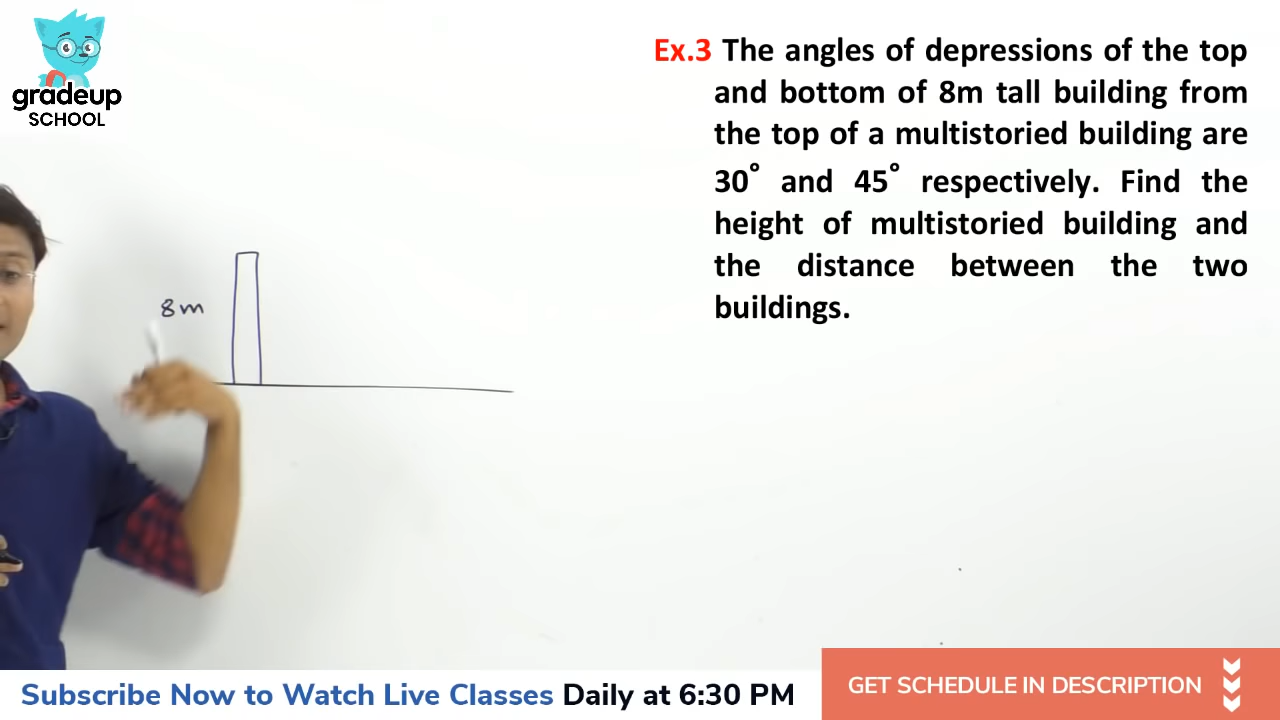 gradeup
SCHOOL
Ex.3 The angles of depressions of the top
and bottom of 8m tall building from
the top of a multistoried building are
30° and 45° respectively. Find the
height of multistoried building and
the distance between the two
buildings.
8m
Subscribe Now to Watch Live Classes Daily at 6:30 PM
GET SCHEDULE IN DESCRIPTION